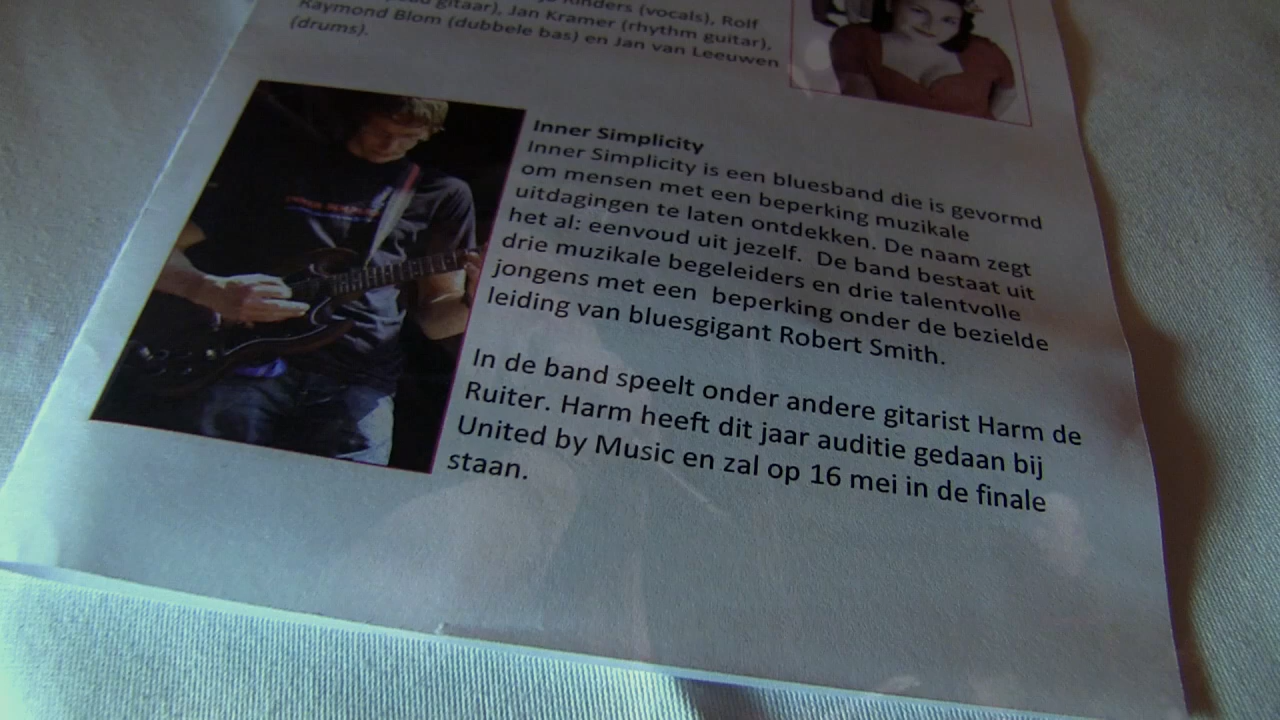 (vocals), Rolf
gitaar), Jan Kramer (rhythm guitar),
Raymond Blom (dubbele bas) en Jan van Leeuwen
(drums).
Inner Simplicity
Inner Simplicity is een bluesband die is gevormd
om mensen met een beperking muzikale
uitdagingen te laten ontdekken. De naam zegt
het al: eenvoud uit jezelf. De band bestaat uit
drie muzikale begeleiders en drie talentvolle
jongens met een beperking onder de bezielde
leiding van bluesgigant Robert Smith.
In de band speelt onder andere gitarist Harm de
Ruiter. Harm heeft dit jaar auditie gedaan bij
United by Music en zal op 16 mei in de finale
staan.